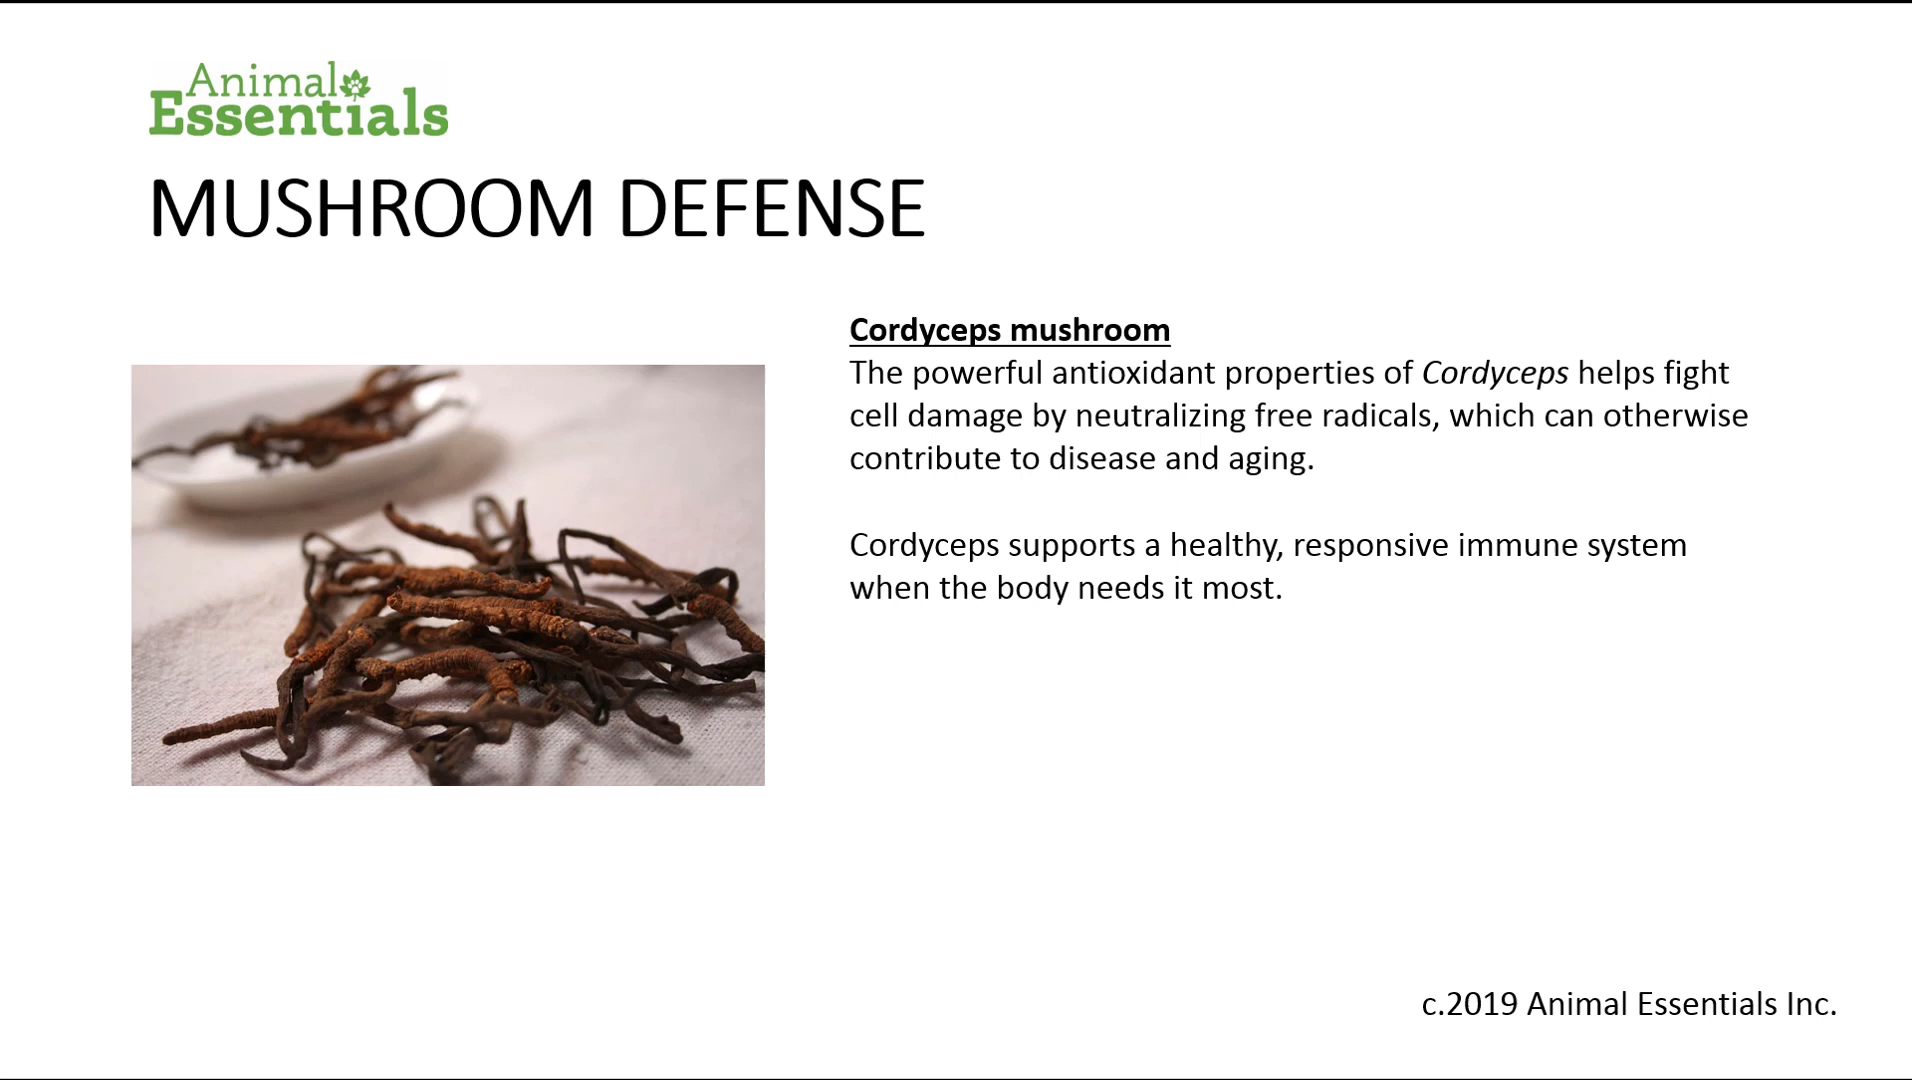 Animal
Essentials
MUSHROOM DEFENSE
Cordyceps mushroom
The powerful antioxidant properties of Cordyceps helps fight
cell damage by neutralizing free radicals, which can otherwise
contribute to disease and aging.
Cordyceps supports a healthy, responsive immune system
when the body needs it most.
c.2019 Animal Essentials Inc.